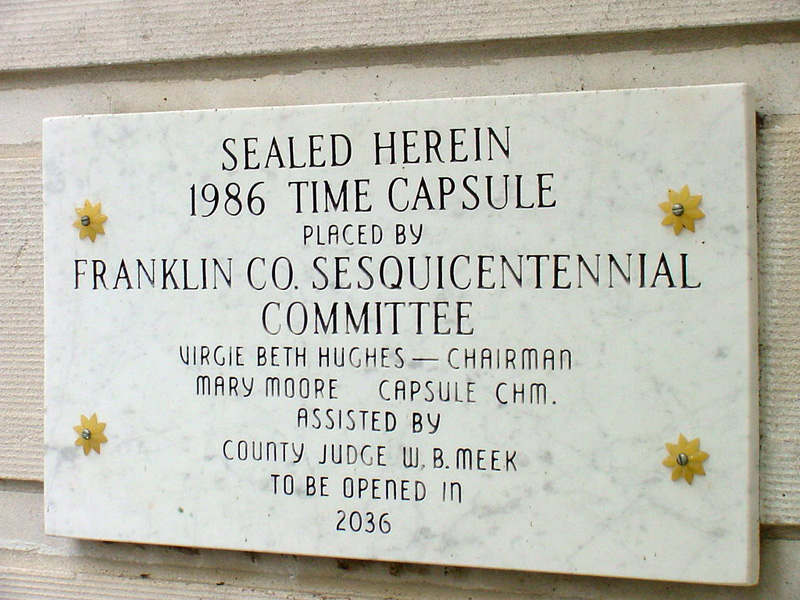 SEALED HEREIN
1986 TIME CAPSULE
PLACED BY
FRANKLIN CO. SESQUICENTENNIAL
COMMITTEE
VIRGIE BETH HUGHES — CHAIRMAN
MARY MOORE CAPSULE CHM.
ASSISTED BY
COUNTY JUDGE W. B. MEEK
TO BE OPENED IN
2036